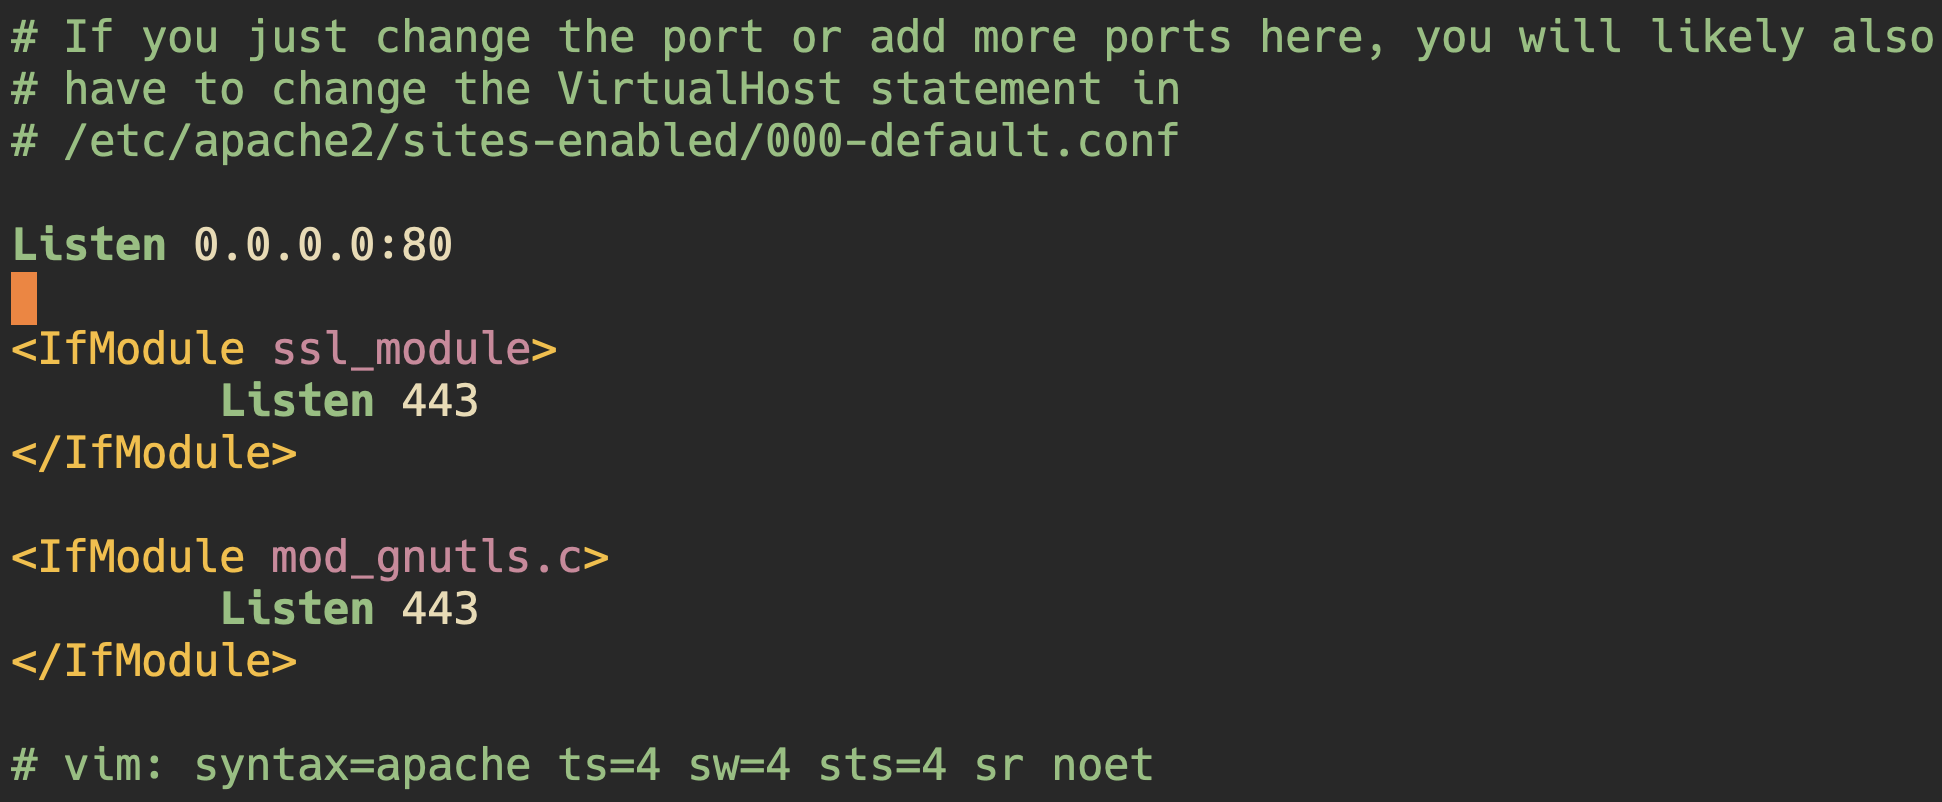 # If you just change the port or add more ports here, you will likely also
# have to change the VirtualHost statement in
# /etc/apache2/sites-enabled/000-default.conf
Listen 0.0.0.0:80
<IfModule ssl_module>
Listen 443
</IfModule>
<IfModule mod_gnutls.c>
Listen 443
</IfModule>
# vim: syntax=apache ts=4 sw=4 sts=4 sr noet